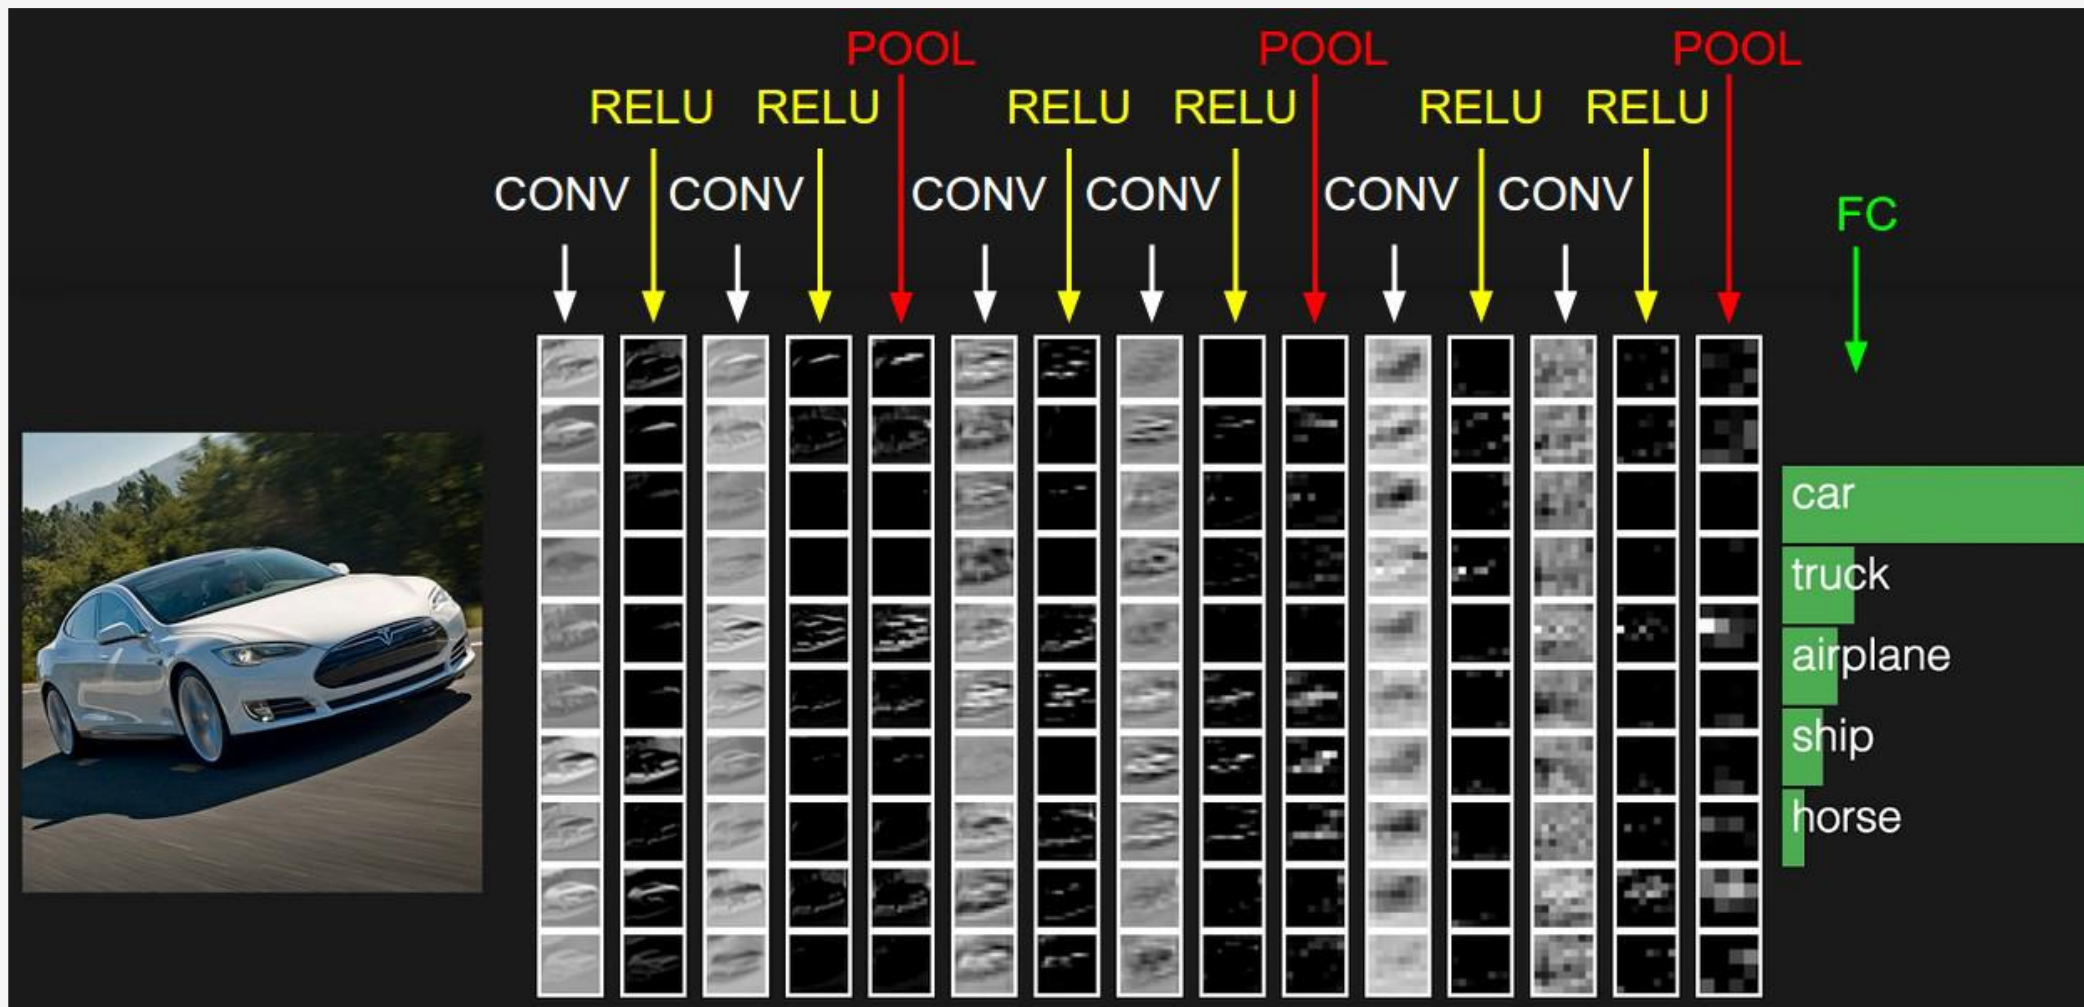 POOL POOL POOL
RELU RELU RELU RELU RELU RELU
CONV CONV CONV CONV CONV CONV
FC
car
truck
airplane
ship
horse